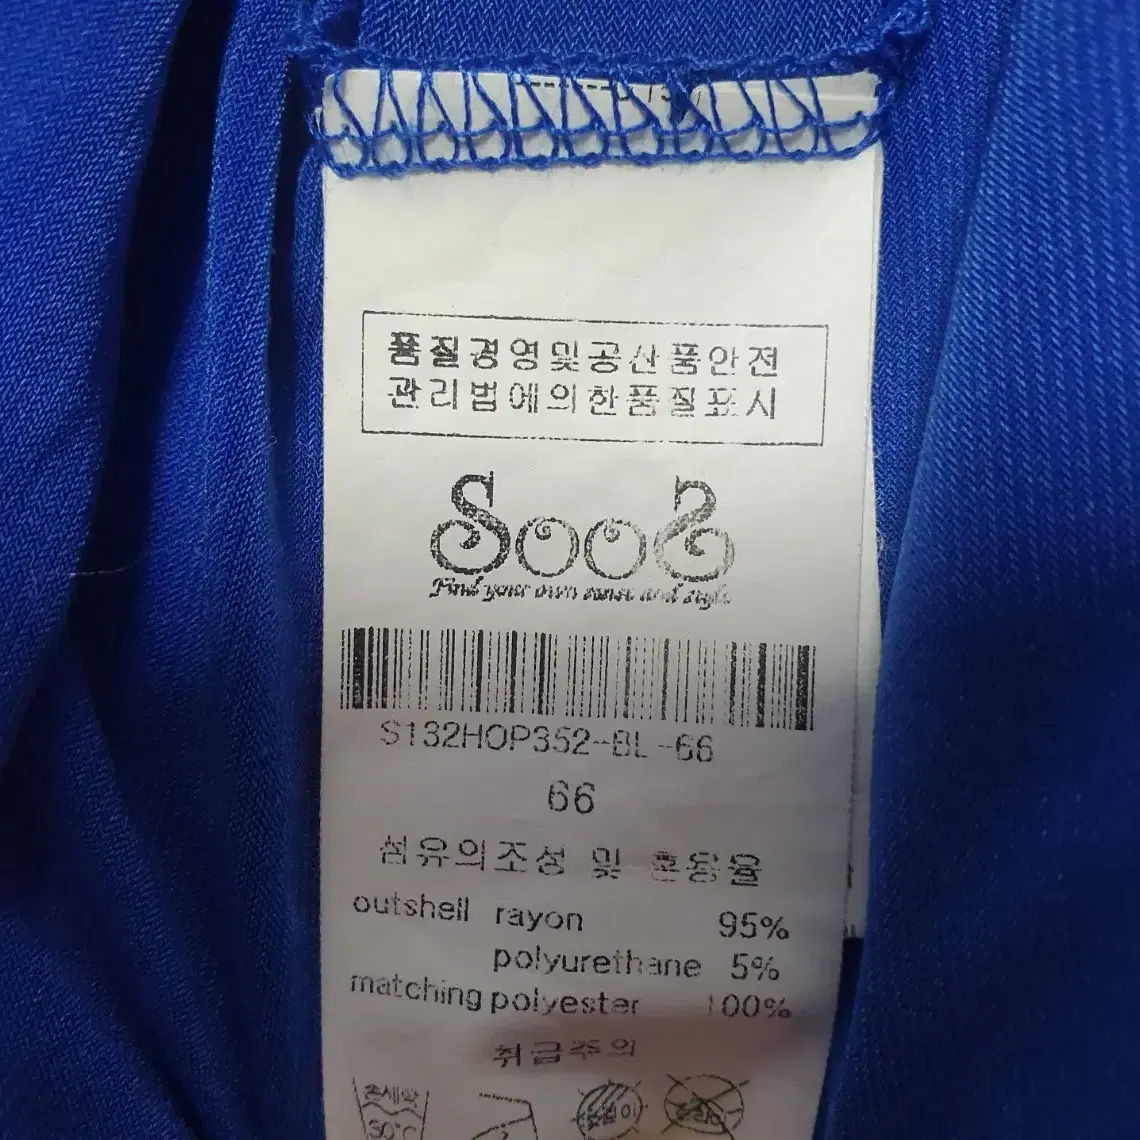 품질경영및공산품안전
관리법에의한품질표시
SooS
Find your own sense and style
S132HOP352-BL-66
66
섬유의조성 및 혼용율
outshell rayon 95%
polyurethane 5%
matching polyester 100%
취급주의
손세탁
30°C